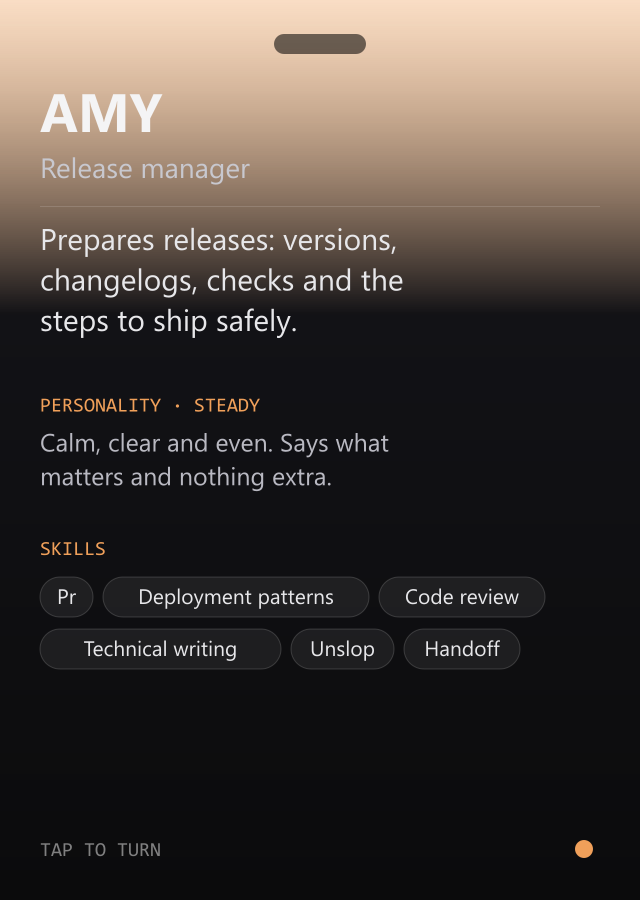 AMY
Release manager
Prepares releases: versions,
changelogs, checks and the
steps to ship safely.
PERSONALITY · STEADY
Calm, clear and even. Says what
matters and nothing extra.
SKILLS
Pr Deployment patterns Code review
Technical writing Unslop Handoff
TAP TO TURN